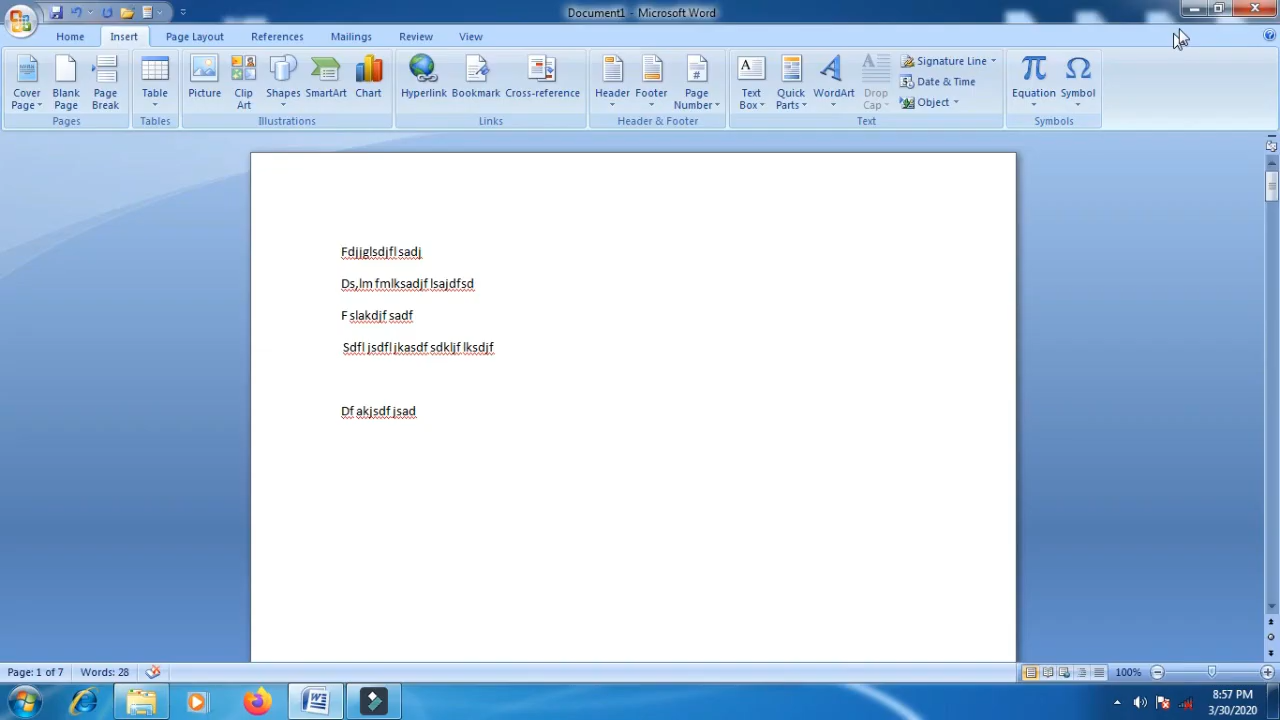 Document1 - Microsoft Word
Home Insert Page Layout References Mailings Review View
Cover Page Blank Page Page Break Table Picture Clip Art Shapes SmartArt Chart Hyperlink Bookmark Cross-reference Header Footer Page Number Text Box Quick Parts WordArt Drop Cap Signature Line Date & Time Object Equation Symbol
Pages Tables Illustrations Links Header & Footer Text Symbols
Fdjjglsdjfl sadj
Ds,lm fmlksadjf lsajdfsd
F slakdjf sadf
Sdfl jsdfl jkasdf sdkljf lksdjf
Df akjsdf jsad
Page: 1 of 7 Words: 28 100%
8:57 PM
3/30/2020